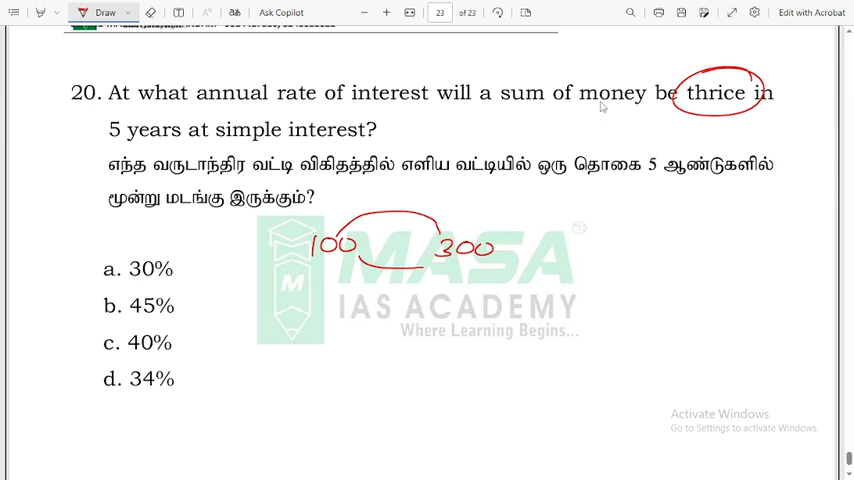 Draw
Ask Copilot
23 of 23
Edit with Acrobat
20. At what annual rate of interest will a sum of money be thrice in
5 years at simple interest?
எந்த வருடாந்திர வட்டி விகிதத்தில் எளிய வட்டியில் ஒரு தொகை 5 ஆண்டுகளில்
மூன்று மடங்கு இருக்கும்?
100 300
MASA
IAS ACADEMY
Where Learning Begins...
M
a. 30%
b. 45%
c. 40%
d. 34%
Activate Windows
Go to Settings to activate Windows.